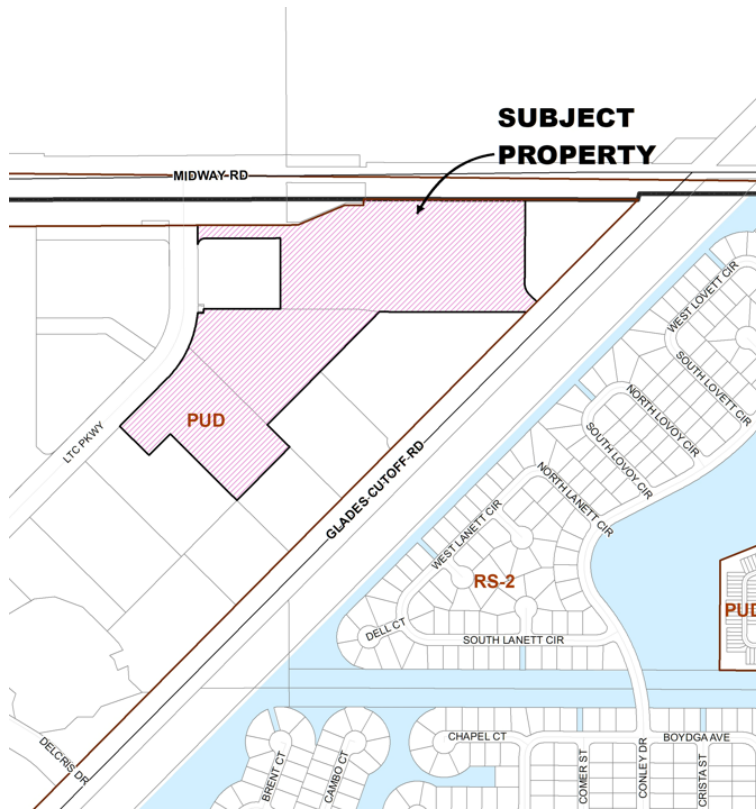 SUBJECT
PROPERTY
MIDWAY RD
WEST LOVETT CIR
SOUTH LOVETT CIR
NORTH LOVOY CIR
SOUTH LOVOY CIR
PUD
LTC PKWY
GLADES CUTOFF RD
NORTH LANETT CIR
WEST LANETT CIR
RS-2
PUD
DELL CT
SOUTH LANETT CIR
DELCRIS DR
BRENT CT
CAMBO CT
CHAPEL CT
COMER ST
CONLEY DR
BOYDGA AVE
CRISTA ST